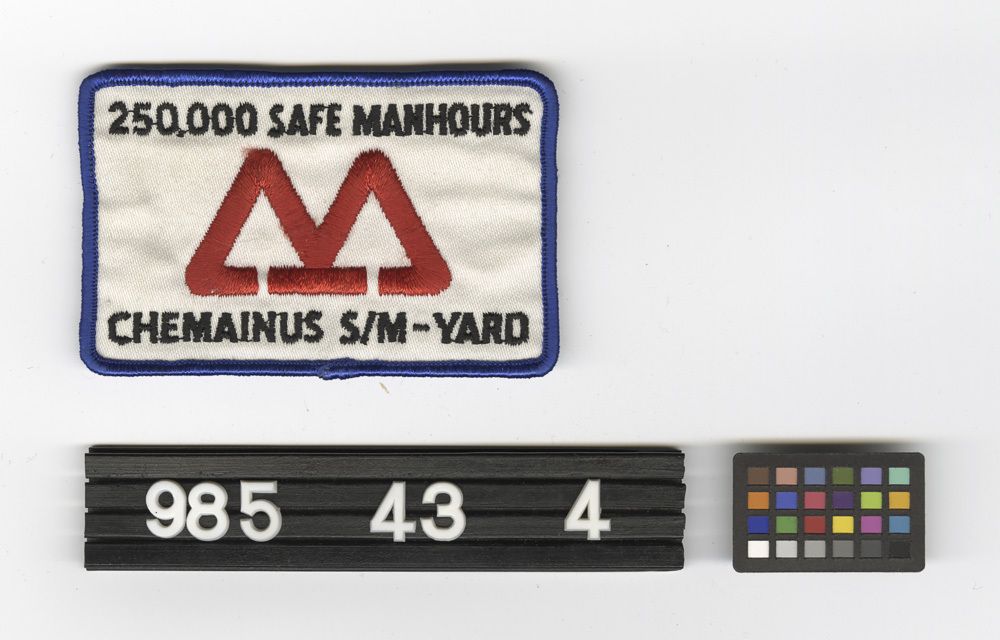 250,000 SAFE MANHOURS
CHEMAINUS S/M-YARD
985 43 4